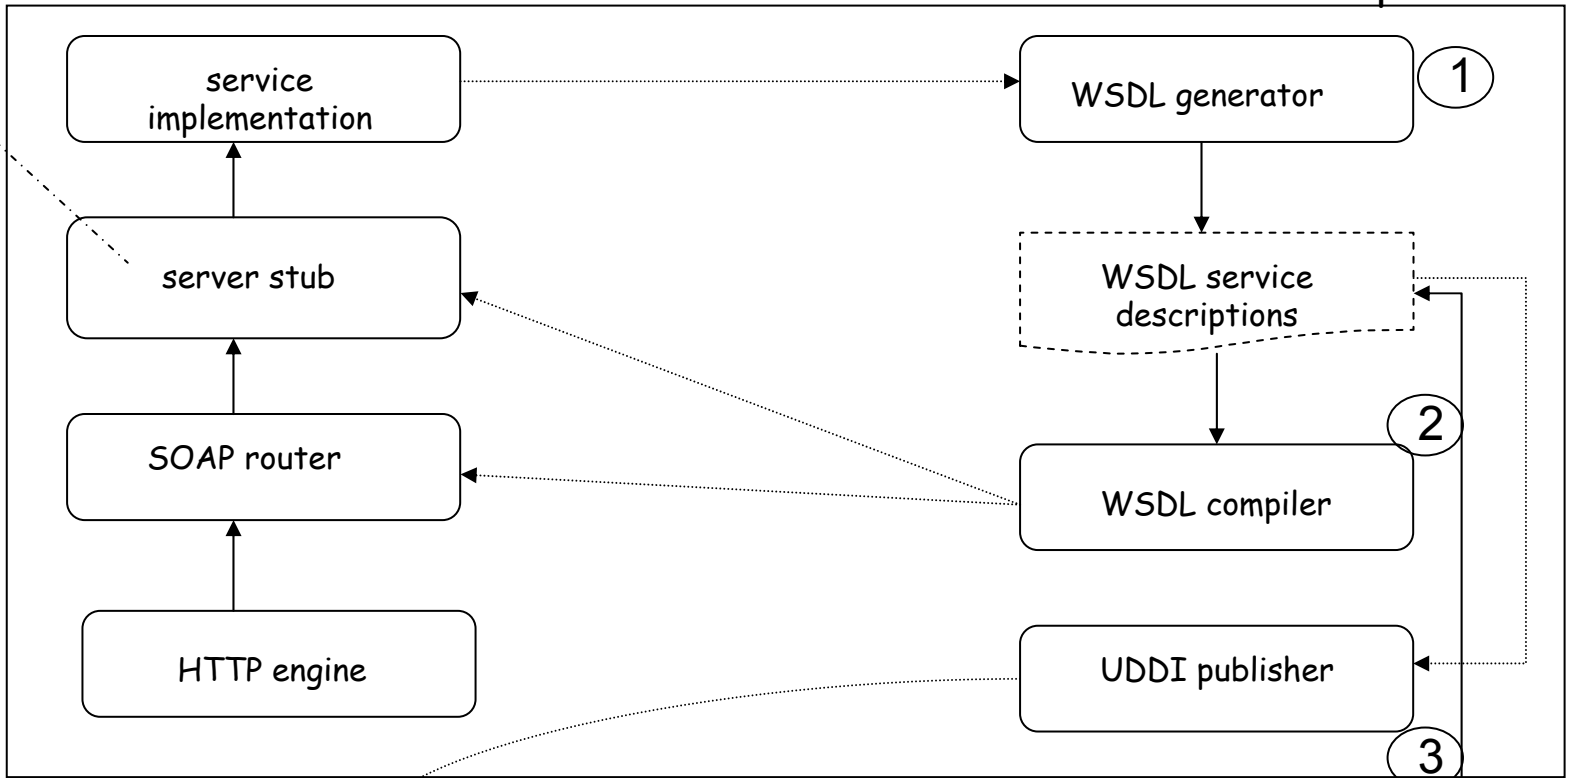 service
implementation
WSDL generator
1
server stub
WSDL service
descriptions
SOAP router
2
WSDL compiler
HTTP engine
UDDI publisher
3